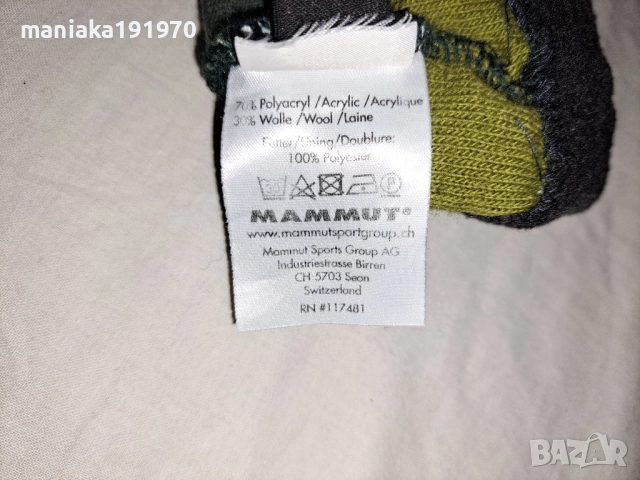 maniaka191970
70% Polyacryl /Acrylic /Acrylique
30% Wolle /Wool /Laine
Futter/Lining/Doublure:
100% Polyester
MAMMUT®
www.mammutsportgroup.ch
Mammut Sports Group AG
Industriestrasse Birren
CH-5703 Seon
Switzerland
RN #117481
BAZAR